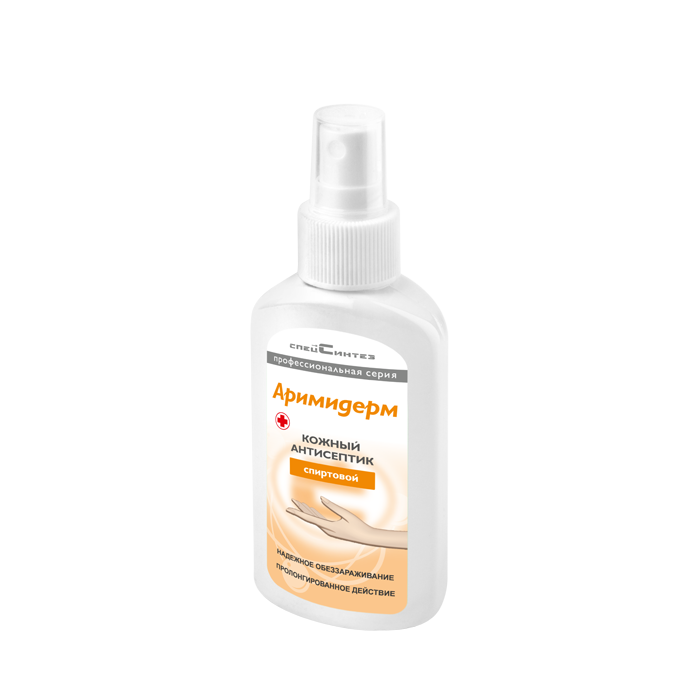 спецСинтез
профессиональная серия
Аримидерм
КОЖНЫЙ
АНТИСЕПТИК
спиртовой
НАДЕЖНОЕ ОБЕЗЗАРАЖИВАНИЕ
ПРОЛОНГИРОВАННОЕ ДЕЙСТВИЕ